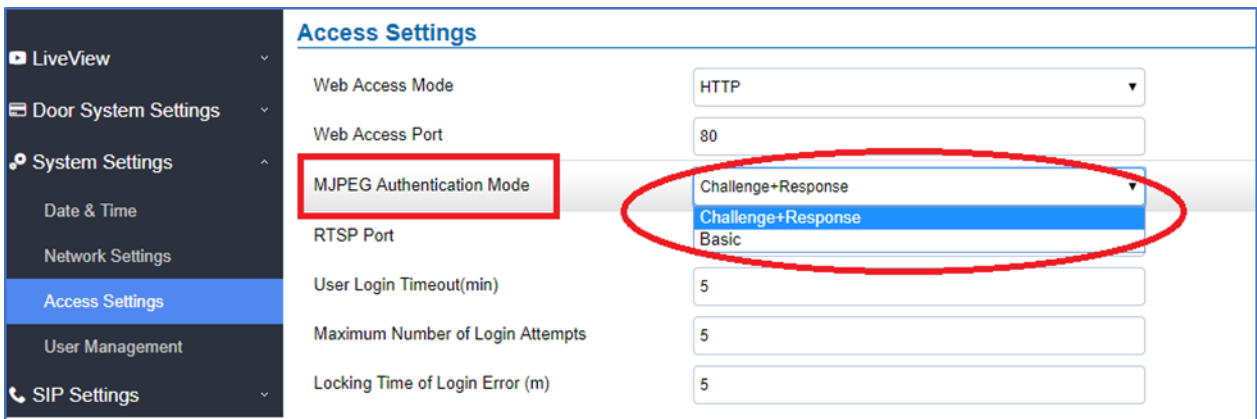 Access Settings
LiveView
Door System Settings
System Settings
Date & Time
Network Settings
Access Settings
User Management
SIP Settings
Web Access Mode
HTTP
Web Access Port
80
MJPEG Authentication Mode
Challenge+Response
Challenge+Response
Basic
RTSP Port
User Login Timeout(min)
5
Maximum Number of Login Attempts
5
Locking Time of Login Error (m)
5